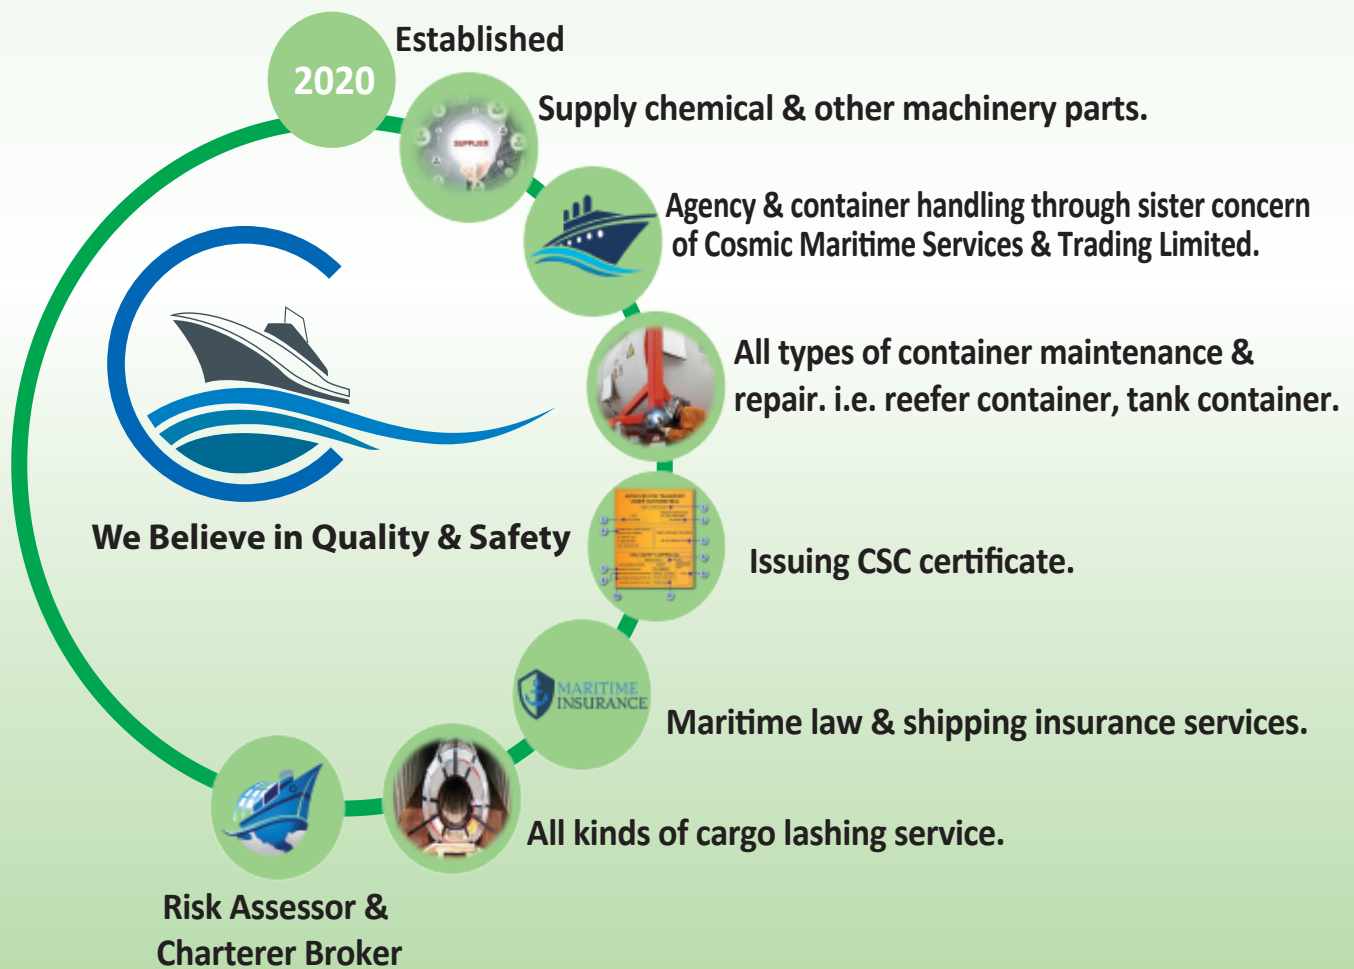 Established
2020
Supply chemical & other machinery parts.
SUPPLIER
Agency & container handling through sister concern
of Cosmic Maritime Services & Trading Limited.
All types of container maintenance &
repair. i.e. reefer container, tank container.
We Believe in Quality & Safety
Issuing CSC certificate.
MARITIME
INSURANCE
Maritime law & shipping insurance services.
All kinds of cargo lashing service.
Risk Assessor &
Charterer Broker